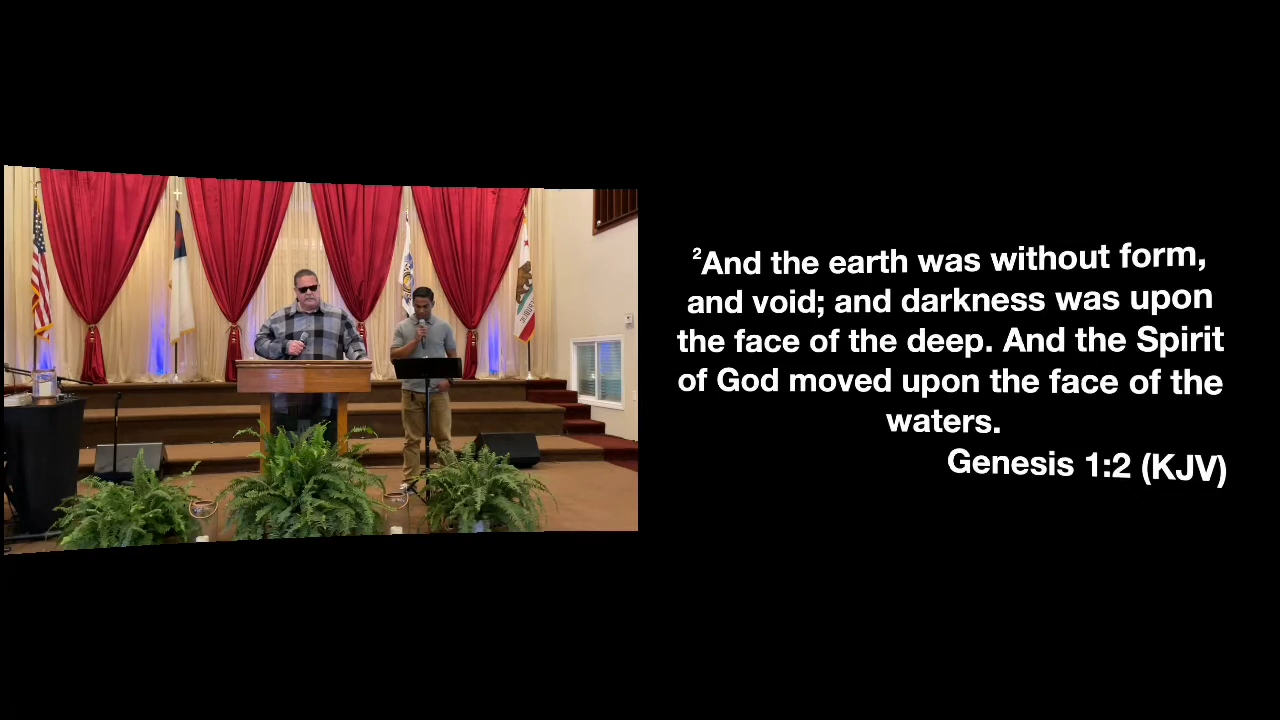 ²And the earth was without form,
and void; and darkness was upon
the face of the deep. And the Spirit
of God moved upon the face of the
waters.
Genesis 1:2 (KJV)